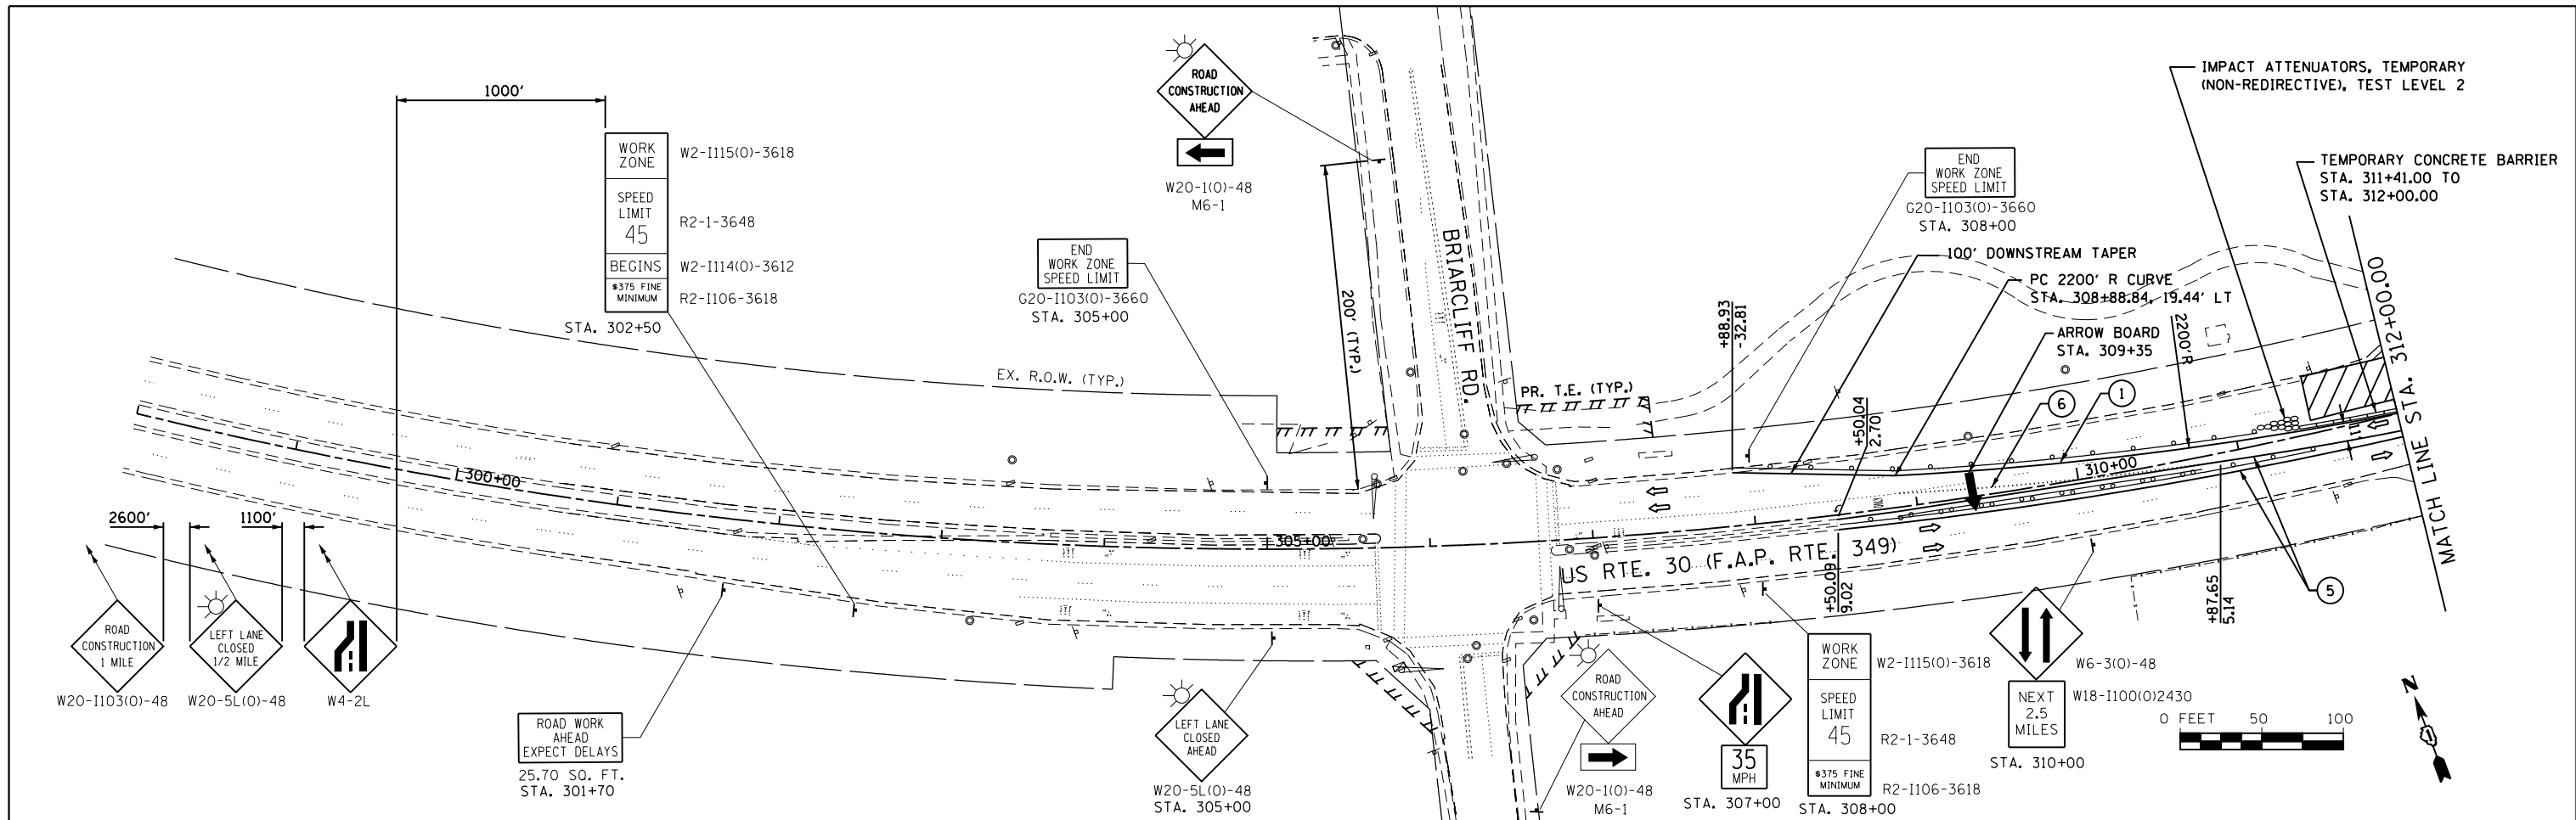 1000'
WORK
ZONE
W2-I115(O)-3618
SPEED
LIMIT
45
R2-1-3648
BEGINS
W2-I114(O)-3612
$375 FINE
MINIMUM
R2-I106-3618
STA. 302+50
ROAD
CONSTRUCTION
AHEAD
W20-1(O)-48
M6-1
END
WORK ZONE
SPEED LIMIT
G20-I103(O)-3660
STA. 305+00
200' (TYP.)
BRIARCLIFF RD.
EX. R.O.W. (TYP.)
PR. T.E. (TYP.)
END
WORK ZONE
SPEED LIMIT
G20-I103(O)-3660
STA. 308+00
IMPACT ATTENUATORS, TEMPORARY
(NON-REDIRECTIVE), TEST LEVEL 2
TEMPORARY CONCRETE BARRIER
STA. 311+41.00 TO
STA. 312+00.00
100' DOWNSTREAM TAPER
PC 2200' R CURVE
STA. 308+88.84, 19.44' LT
ARROW BOARD
STA. 309+35
2200'R
+88.93
-32.81
6
1
+50.04
2.70
300+00
305+00
310+00
11'
US RTE. 30 (F.A.P. RTE. 349)
+50.09
9.02
+87.65
5.14
5
MATCH LINE STA. 312+00.00
2600'
1100'
ROAD
CONSTRUCTION
1 MILE
W20-I103(O)-48
LEFT LANE
CLOSED
1/2 MILE
W20-5L(O)-48
W4-2L
ROAD WORK
AHEAD
EXPECT DELAYS
25.70 SQ. FT.
STA. 301+70
LEFT LANE
CLOSED
AHEAD
W20-5L(O)-48
STA. 305+00
ROAD
CONSTRUCTION
AHEAD
W20-1(O)-48
M6-1
35
MPH
STA. 307+00
WORK
ZONE
W2-I115(O)-3618
SPEED
LIMIT
45
R2-1-3648
$375 FINE
MINIMUM
R2-I106-3618
STA. 308+00
W6-3(O)-48
NEXT
2.5
MILES
W18-I100(O)2430
STA. 310+00
0 FEET 50 100
N